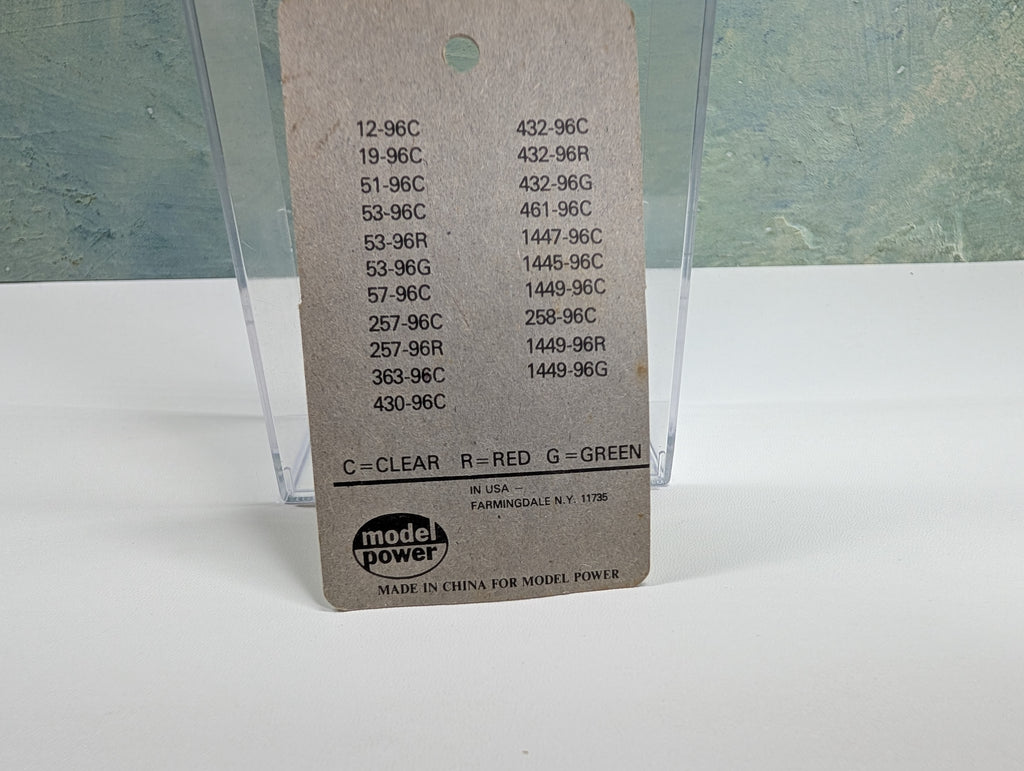 12-96C
19-96C
51-96C
53-96C
53-96R
53-96G
57-96C
257-96C
257-96R
363-96C
430-96C
432-96C
432-96R
432-96G
461-96C
1447-96C
1445-96C
1449-96C
258-96C
1449-96R
1449-96G
C=CLEAR R=RED G=GREEN
IN USA –
FARMINGDALE N.Y. 11735
model
power
MADE IN CHINA FOR MODEL POWER